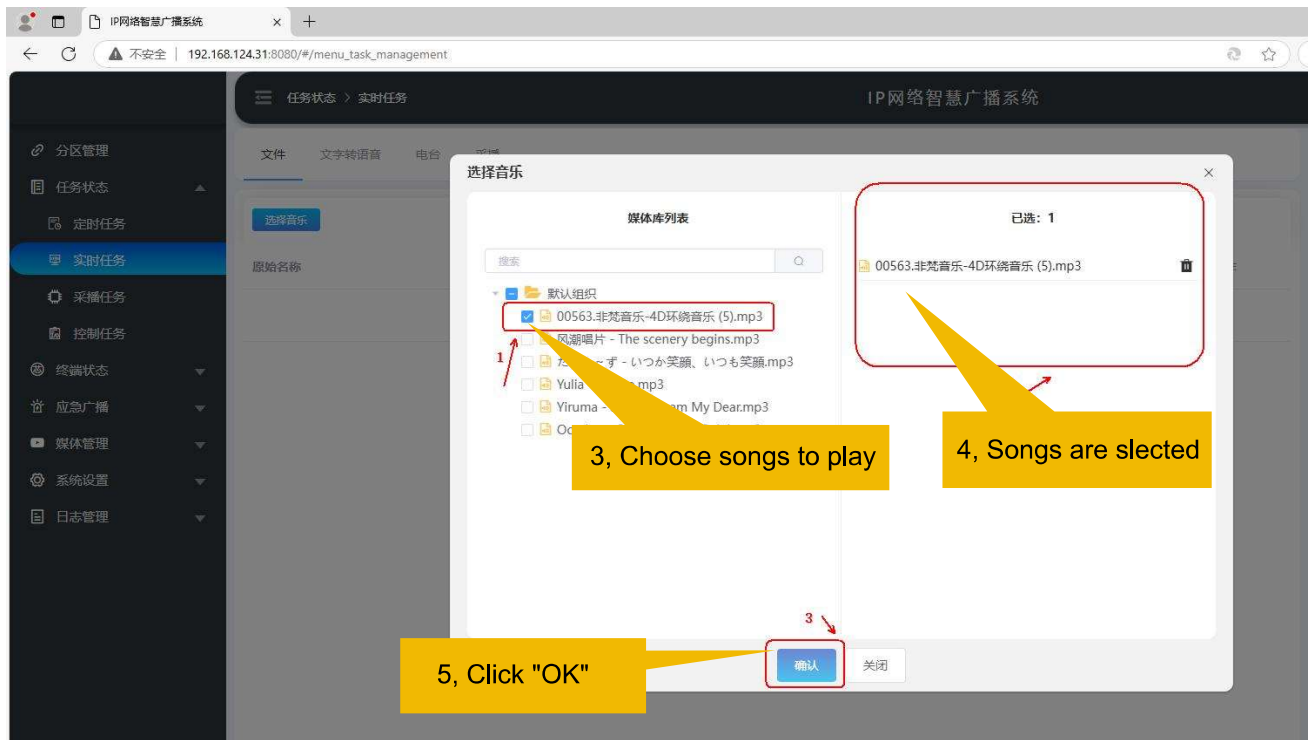 IP网络智慧广播系统
不安全 | 192.168.124.31:8080/#/menu_task_management
任务状态 > 实时任务
IP网络智慧广播系统
分区管理
任务状态
定时任务
实时任务
采播任务
控制任务
终端状态
应急广播
媒体管理
系统设置
日志管理
文件 文字转语音 电台 采播
选择音乐
原始名称
选择音乐
媒体库列表
搜索
默认组织
00563.非梵音乐-4D环绕音乐 (5).mp3
风潮唱片 - The scenery begins.mp3
~ず - いつか笑顔、いつも笑顔.mp3
Yulia .mp3
Yiruma - am My Dear.mp3
已选：1
00563.非梵音乐-4D环绕音乐 (5).mp3
1
3, Choose songs to play
4, Songs are slected
3
5, Click "OK"
确认
关闭